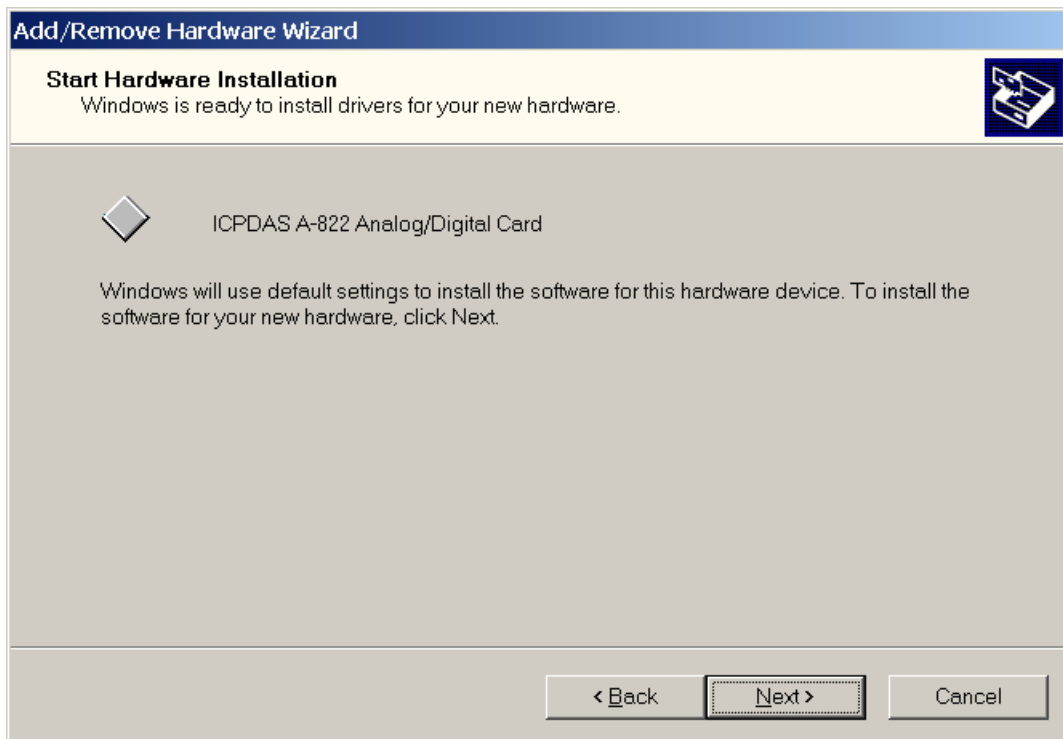 Add/Remove Hardware Wizard
Start Hardware Installation
Windows is ready to install drivers for your new hardware.
ICPDAS A-822 Analog/Digital Card
Windows will use default settings to install the software for this hardware device. To install the
software for your new hardware, click Next.
< Back
Next >
Cancel